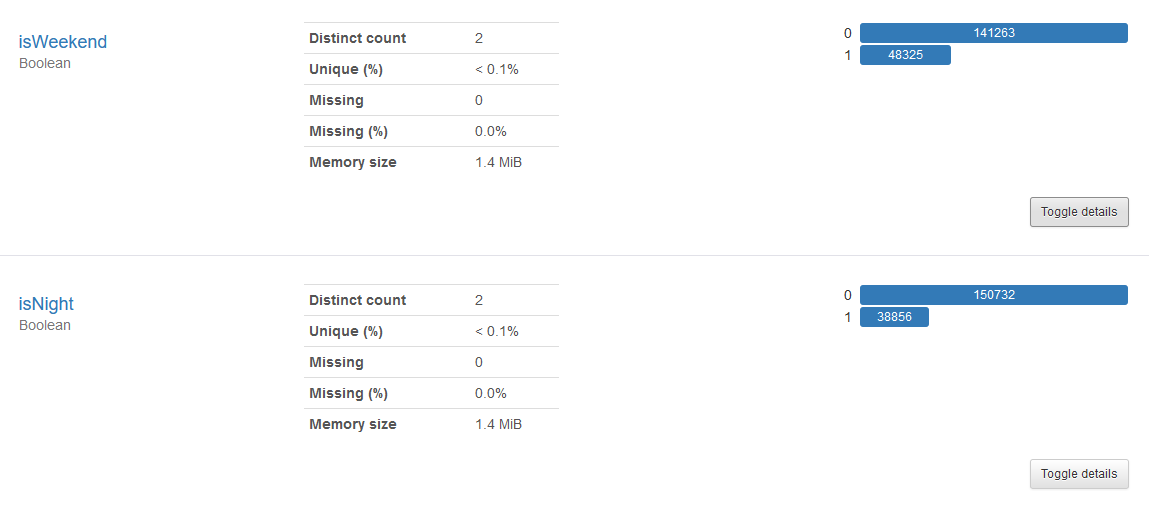 isWeekend
Boolean
Distinct count 2
Unique (%) < 0.1%
Missing 0
Missing (%) 0.0%
Memory size 1.4 MiB
0 141263
1 48325
Toggle details
isNight
Boolean
Distinct count 2
Unique (%) < 0.1%
Missing 0
Missing (%) 0.0%
Memory size 1.4 MiB
0 150732
1 38856
Toggle details